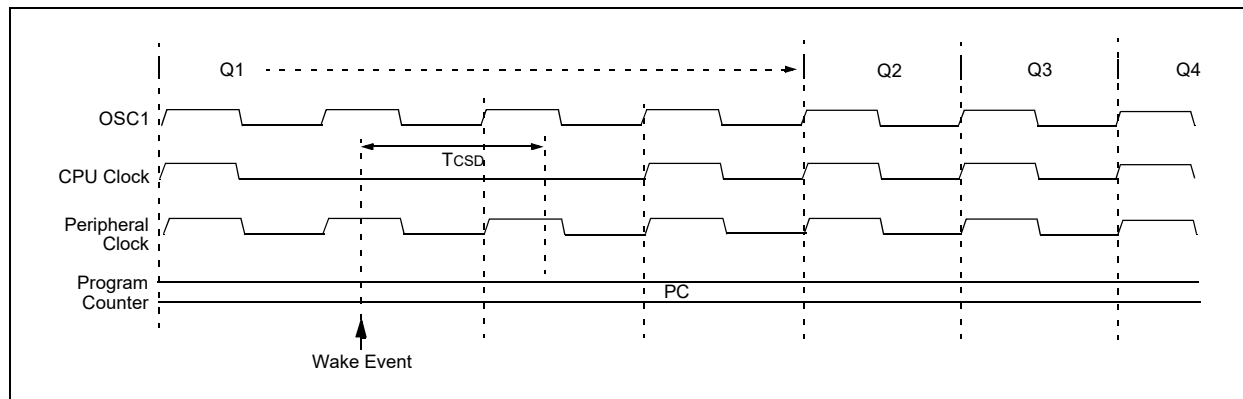 Q1
Q2
Q3
Q4
OSC1
TCSD
CPU Clock
Peripheral
Clock
Program
Counter
PC
Wake Event